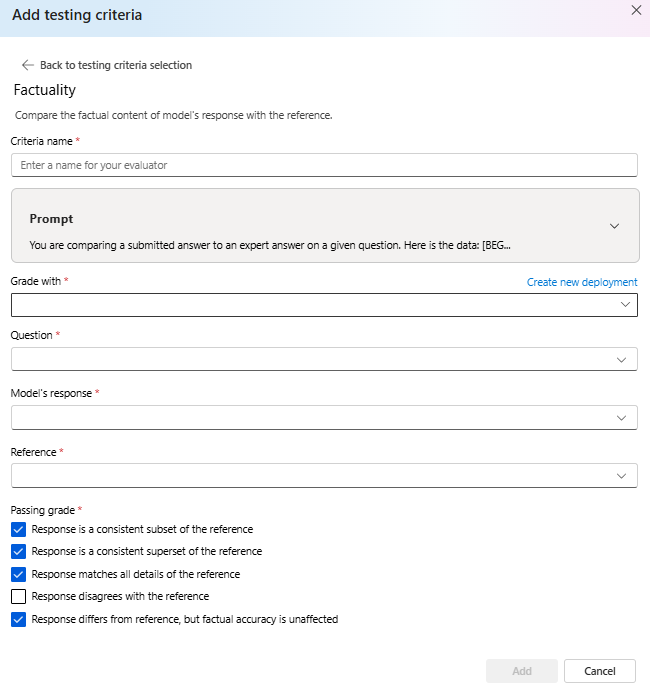 Add testing criteria
Back to testing criteria selection
Factuality
Compare the factual content of model's response with the reference.
Criteria name *
Enter a name for your evaluator
Prompt
You are comparing a submitted answer to an expert answer on a given question. Here is the data: [BEG...
Grade with *
Create new deployment
Question *
Model's response *
Reference *
Passing grade *
Response is a consistent subset of the reference
Response is a consistent superset of the reference
Response matches all details of the reference
Response disagrees with the reference
Response differs from reference, but factual accuracy is unaffected
Add
Cancel